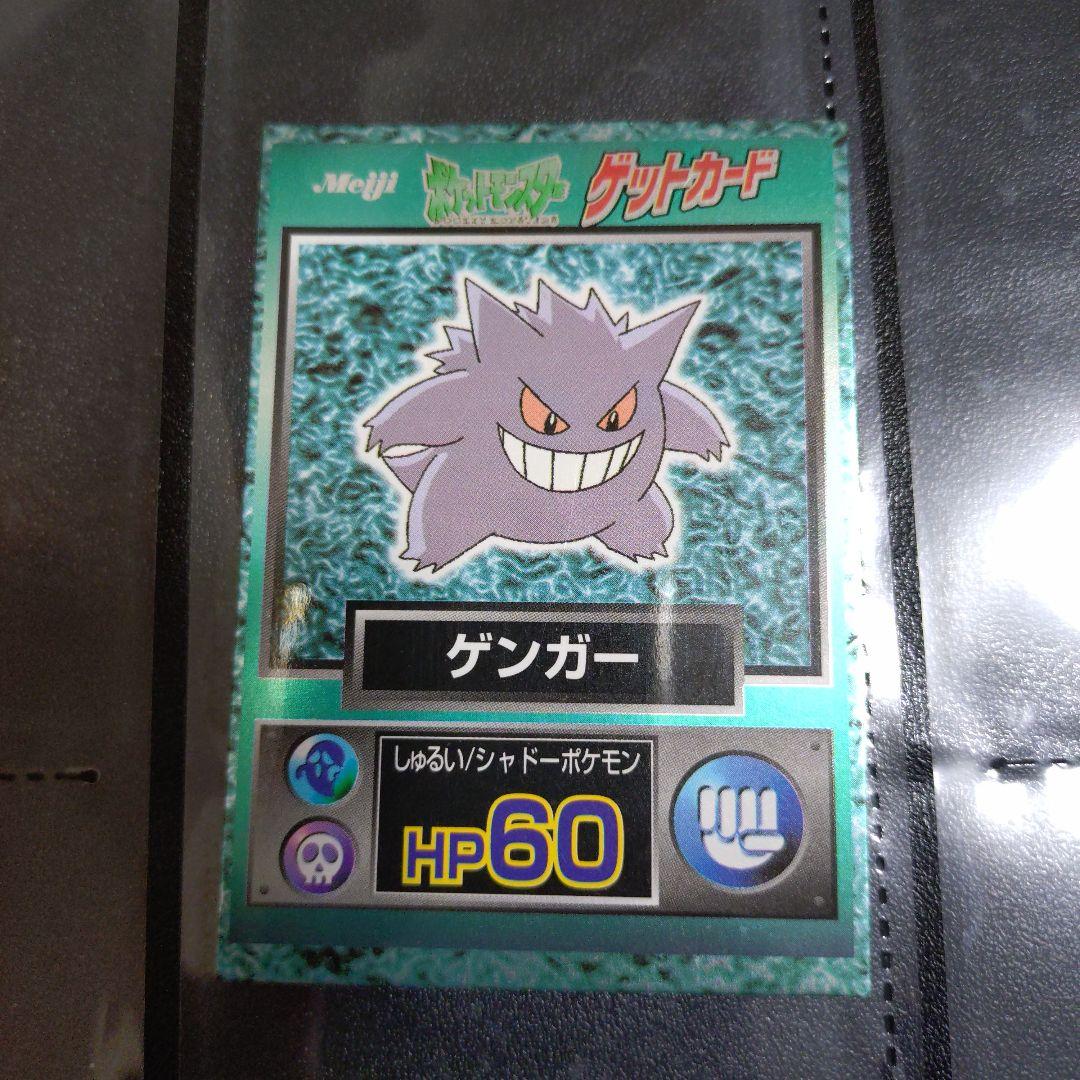 Meiji ポケットモンスター ゲットカード
ゲンガー
しゅるい/シャドーポケモン
HP60